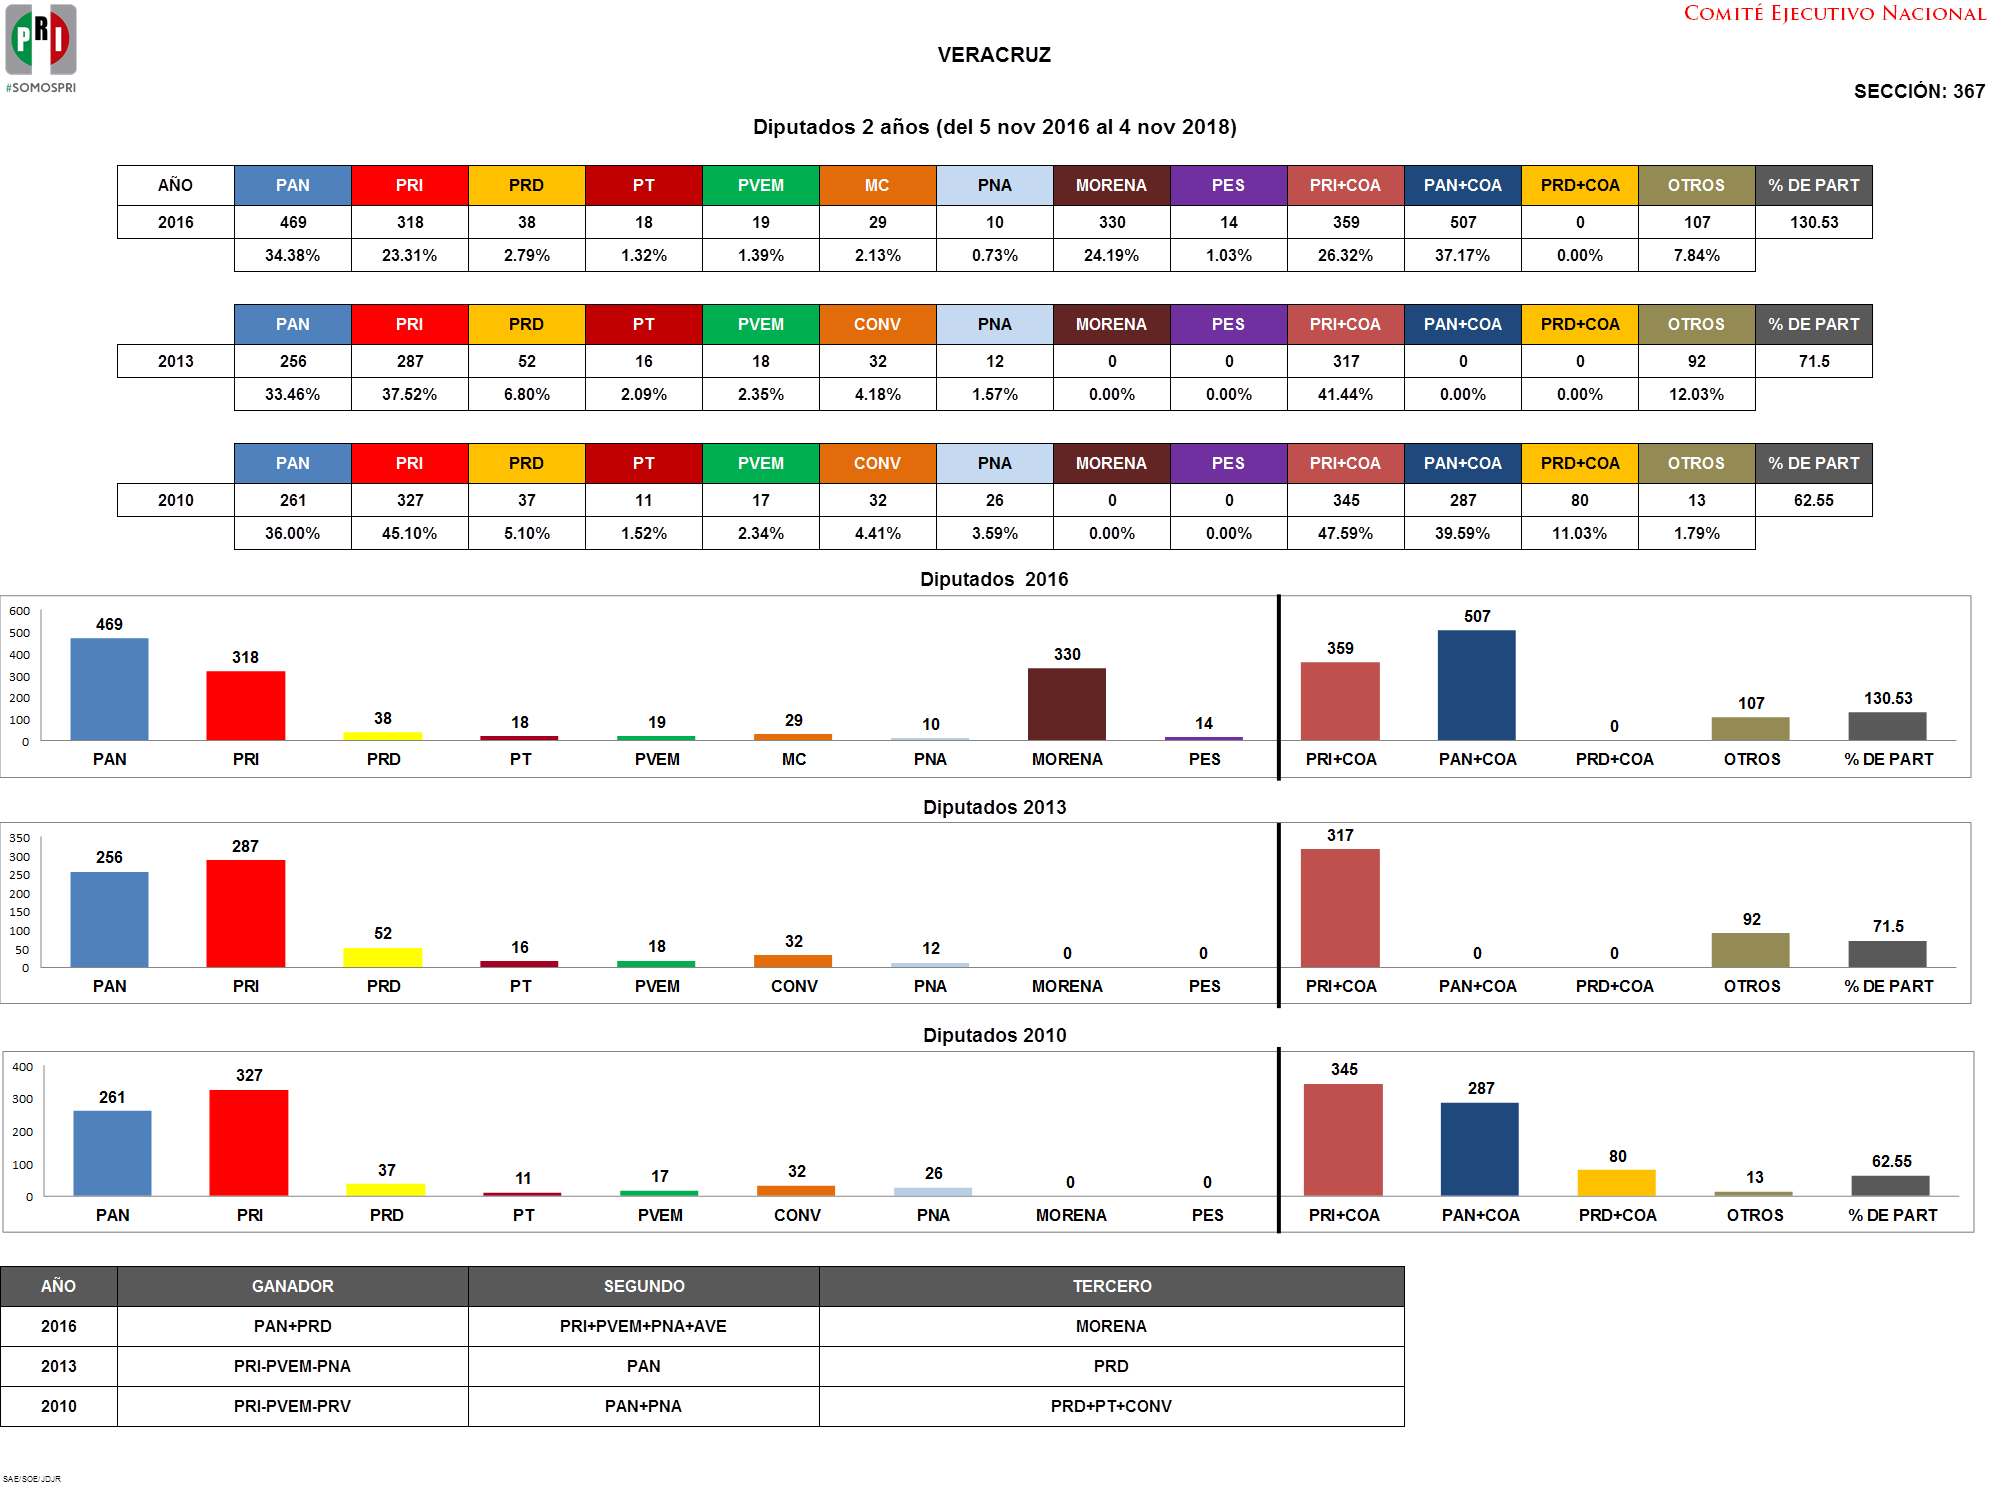 PRI
#SOMOSPRI
COMITÉ EJECUTIVO NACIONAL
VERACRUZ
SECCIÓN: 367
Diputados 2 años (del 5 nov 2016 al 4 nov 2018)
AÑO PAN PRI PRD PT PVEM MC PNA MORENA PES PRI+COA PAN+COA PRD+COA OTROS % DE PART
2016 469 318 38 18 19 29 10 330 14 359 507 0 107 130.53
34.38% 23.31% 2.79% 1.32% 1.39% 2.13% 0.73% 24.19% 1.03% 26.32% 37.17% 0.00% 7.84%
PAN PRI PRD PT PVEM CONV PNA MORENA PES PRI+COA PAN+COA PRD+COA OTROS % DE PART
2013 256 287 52 16 18 32 12 0 0 317 0 0 92 71.5
33.46% 37.52% 6.80% 2.09% 2.35% 4.18% 1.57% 0.00% 0.00% 41.44% 0.00% 0.00% 12.03%
PAN PRI PRD PT PVEM CONV PNA MORENA PES PRI+COA PAN+COA PRD+COA OTROS % DE PART
2010 261 327 37 11 17 32 26 0 0 345 287 80 13 62.55
36.00% 45.10% 5.10% 1.52% 2.34% 4.41% 3.59% 0.00% 0.00% 47.59% 39.59% 11.03% 1.79%
Diputados 2016
600
500
400
300
200
100
0
469 318 38 18 19 29 10 330 14 359 507 0 107 130.53
PAN PRI PRD PT PVEM MC PNA MORENA PES PRI+COA PAN+COA PRD+COA OTROS % DE PART
Diputados 2013
350
300
250
200
150
100
50
0
256 287 52 16 18 32 12 0 0 317 0 0 92 71.5
PAN PRI PRD PT PVEM CONV PNA MORENA PES PRI+COA PAN+COA PRD+COA OTROS % DE PART
Diputados 2010
400
300
200
100
0
261 327 37 11 17 32 26 0 0 345 287 80 13 62.55
PAN PRI PRD PT PVEM CONV PNA MORENA PES PRI+COA PAN+COA PRD+COA OTROS % DE PART
AÑO GANADOR SEGUNDO TERCERO
2016 PAN+PRD PRI+PVEM+PNA+AVE MORENA
2013 PRI-PVEM-PNA PAN PRD
2010 PRI-PVEM-PRV PAN+PNA PRD+PT+CONV
SAE/SOE/JDJR